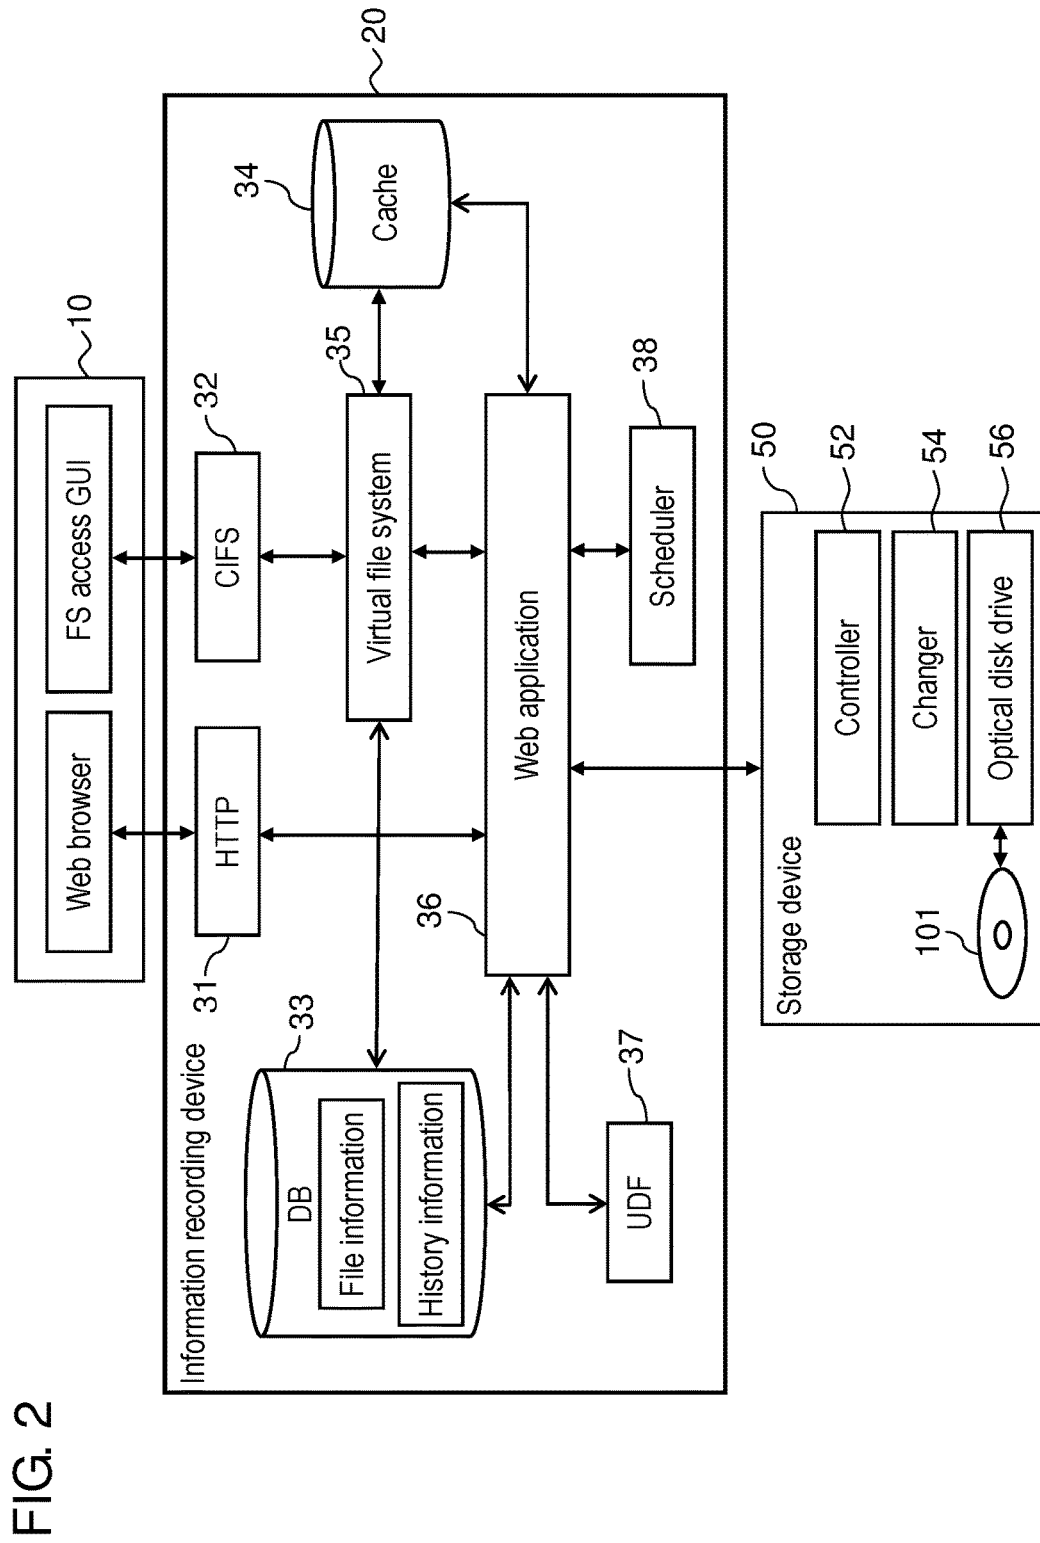 FIG. 2
10
Web browser
FS access GUI
20
Information recording device
31
HTTP
32
CIFS
33
DB
File information
History information
34
Cache
35
Virtual file system
36
Web application
37
UDF
38
Scheduler
50
Storage device
52
Controller
54
Changer
56
Optical disk drive
101